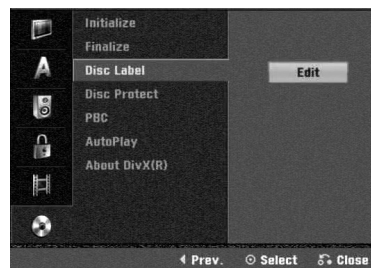 Initialize
Finalize
Disc Label
Edit
Disc Protect
PBC
AutoPlay
About DivX(R)
Prev.
Select
Close